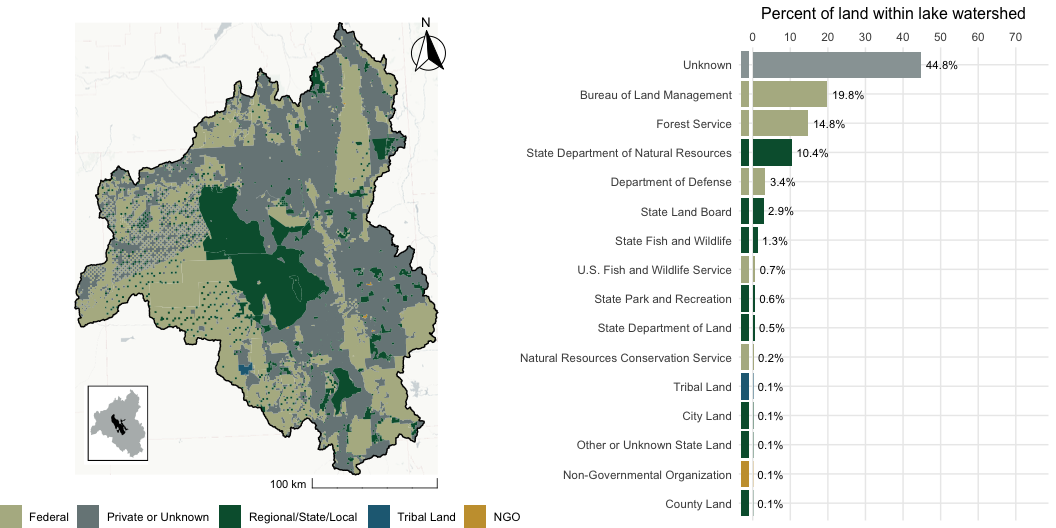 N
100 km
Federal
Private or Unknown
Regional/State/Local
Tribal Land
NGO
Percent of land within lake watershed
0 10 20 30 40 50 60 70
Unknown 44.8%
Bureau of Land Management 19.8%
Forest Service 14.8%
State Department of Natural Resources 10.4%
Department of Defense 3.4%
State Land Board 2.9%
State Fish and Wildlife 1.3%
U.S. Fish and Wildlife Service 0.7%
State Park and Recreation 0.6%
State Department of Land 0.5%
Natural Resources Conservation Service 0.2%
Tribal Land 0.1%
City Land 0.1%
Other or Unknown State Land 0.1%
Non-Governmental Organization 0.1%
County Land 0.1%